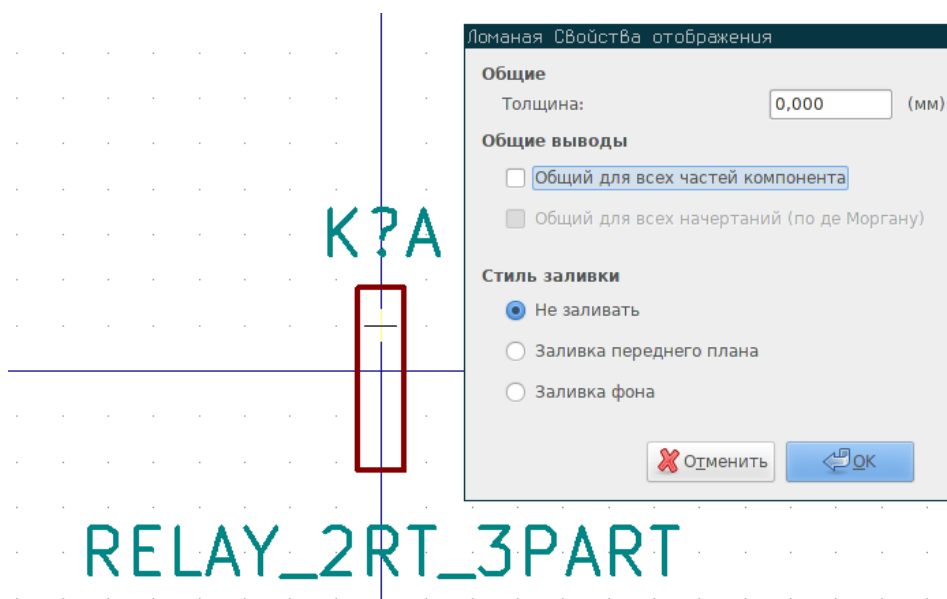 Ломаная Свойства отображения
Общие
Толщина: 0,000 (мм)
Общие выводы
Общий для всех частей компонента
Общий для всех начертаний (по де Моргану)
K?A
Стиль заливки
Не заливать
Заливка переднего плана
Заливка фона
Отменить OK
RELAY_2RT_3PART